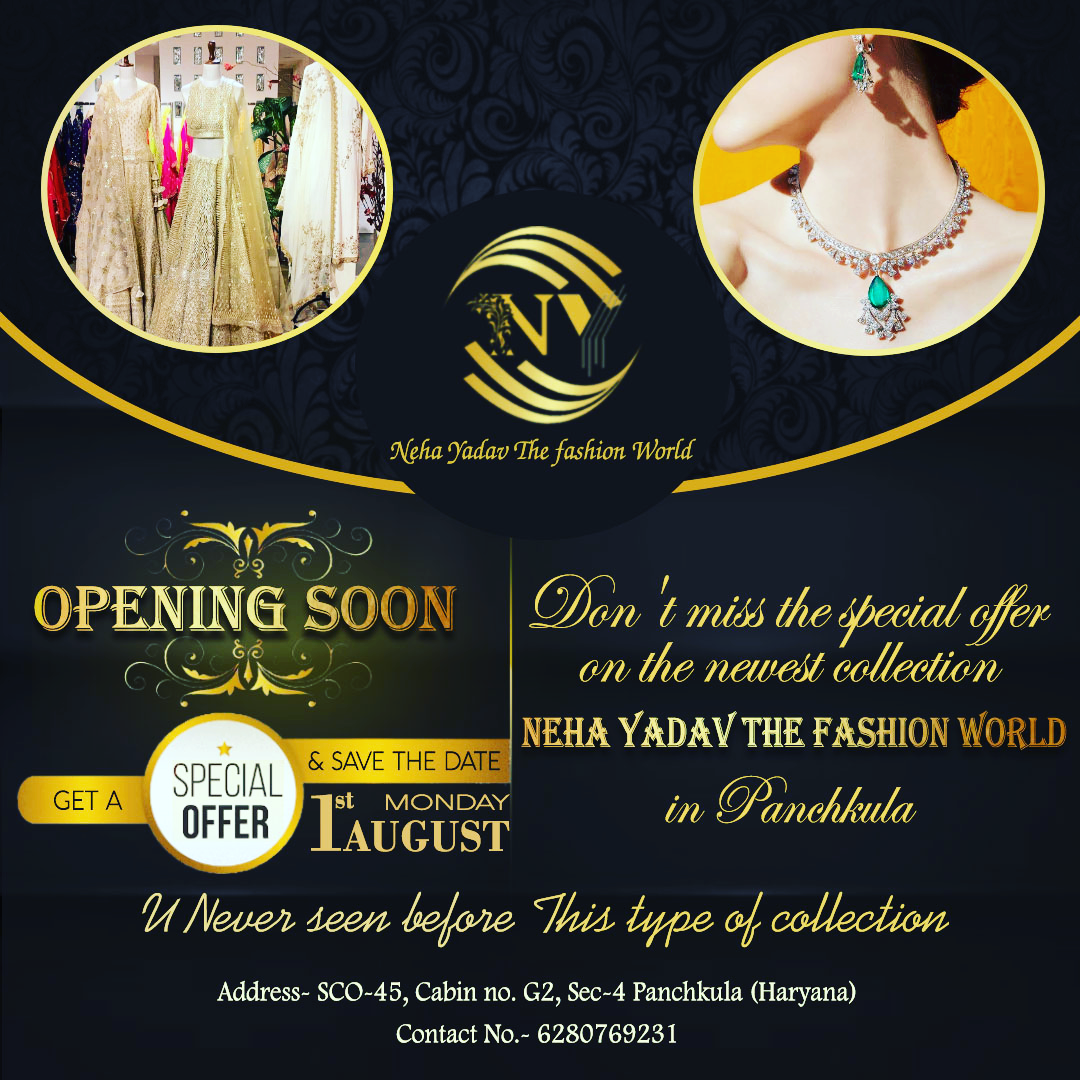 NY
Neha Yadav The fashion World
OPENING SOON
GET A
SPECIAL
OFFER
& SAVE THE DATE
1st MONDAY
AUGUST
Don't miss the special offer
on the newest collection
NEHA YADAV THE FASHION WORLD
in Panchkula
U Never seen before This type of collection
Address- SCO-45, Cabin no. G2, Sec-4 Panchkula (Haryana)
Contact No.- 6280769231